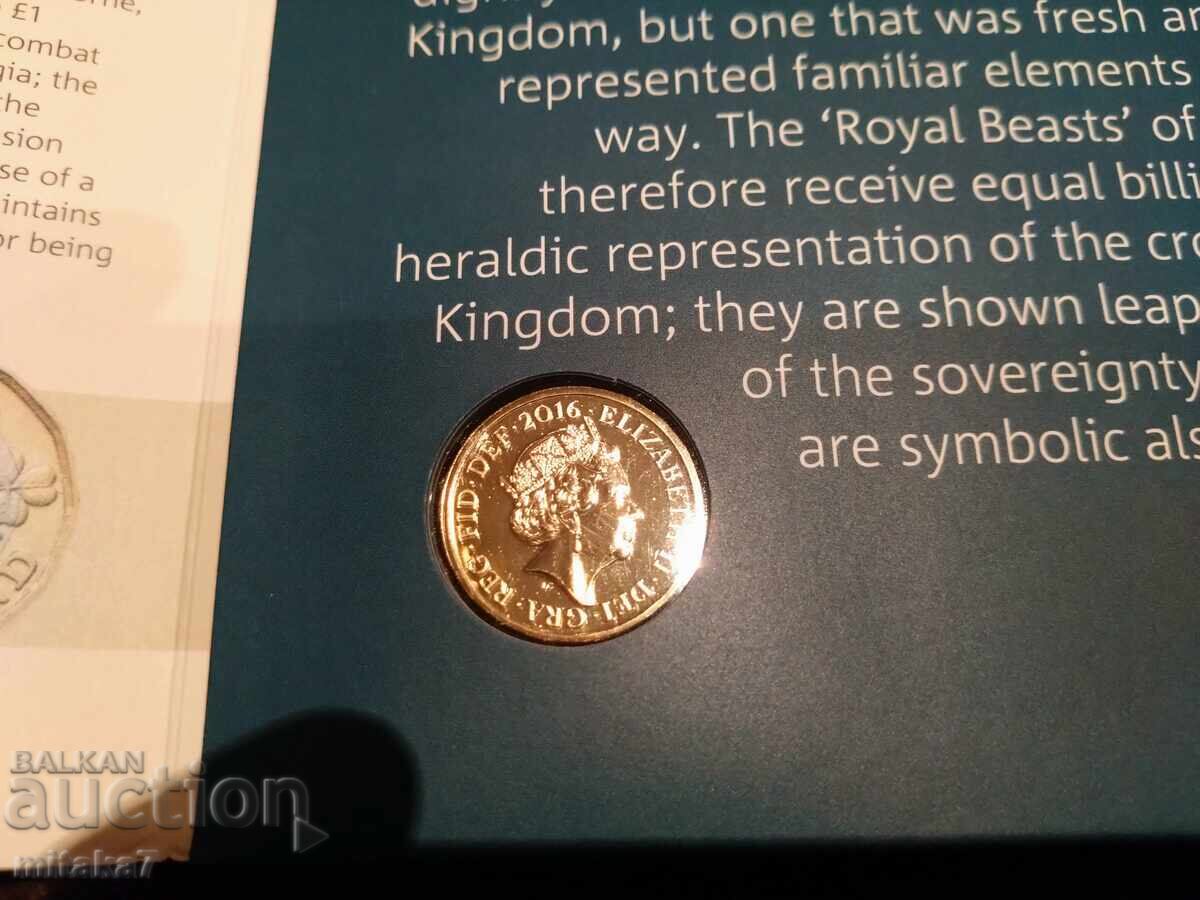 £1
combat
gia; the
the
sion
se of a
intains
or being
Kingdom, but one that was fresh
represented familiar elements
way. The ‘Royal Beasts’ of
therefore receive equal billi
heraldic representation of the cro
Kingdom; they are shown leap
of the sovereignty
are symbolic als
2016 · ELIZABETH II · DEI · GRA · REG · FID · DEF ·
BALKAN
auction
mitaka7